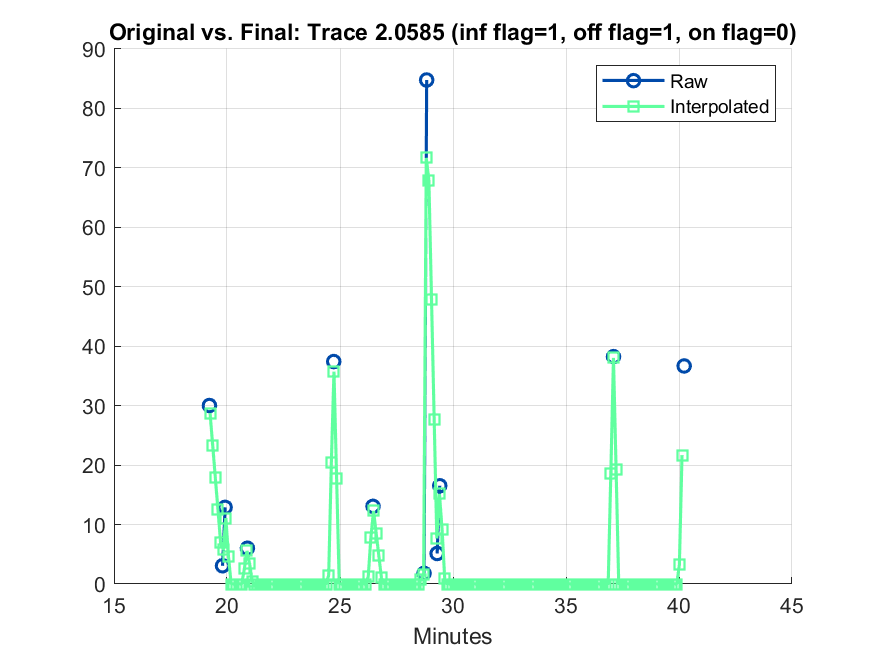 Original vs. Final: Trace 2.0585 (inf flag=1, off flag=1, on flag=0)
90
80
70
60
50
40
30
20
10
0
Raw
Interpolated
15 20 25 30 35 40 45
Minutes